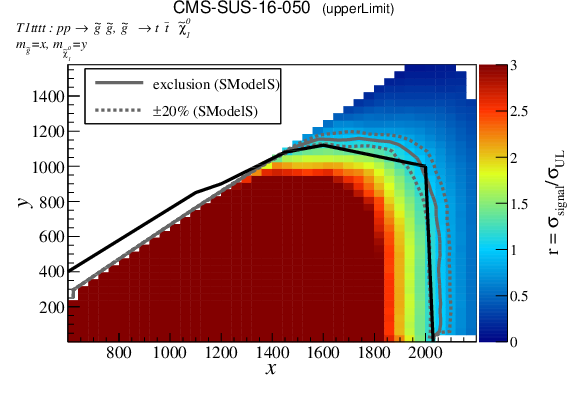 CMS-SUS-16-050 (upperLimit)
T1tttt : pp → g̃ g̃, g̃ → t t̄ χ̃₁⁰
m_g̃=x, m_χ̃₁⁰=y
exclusion (SModelS)
±20% (SModelS)
1400
1200
1000
800
600
400
200
y
800 1000 1200 1400 1600 1800 2000
x
3
2.5
2
1.5
1
0.5
0
r = σ_signal/σ_UL